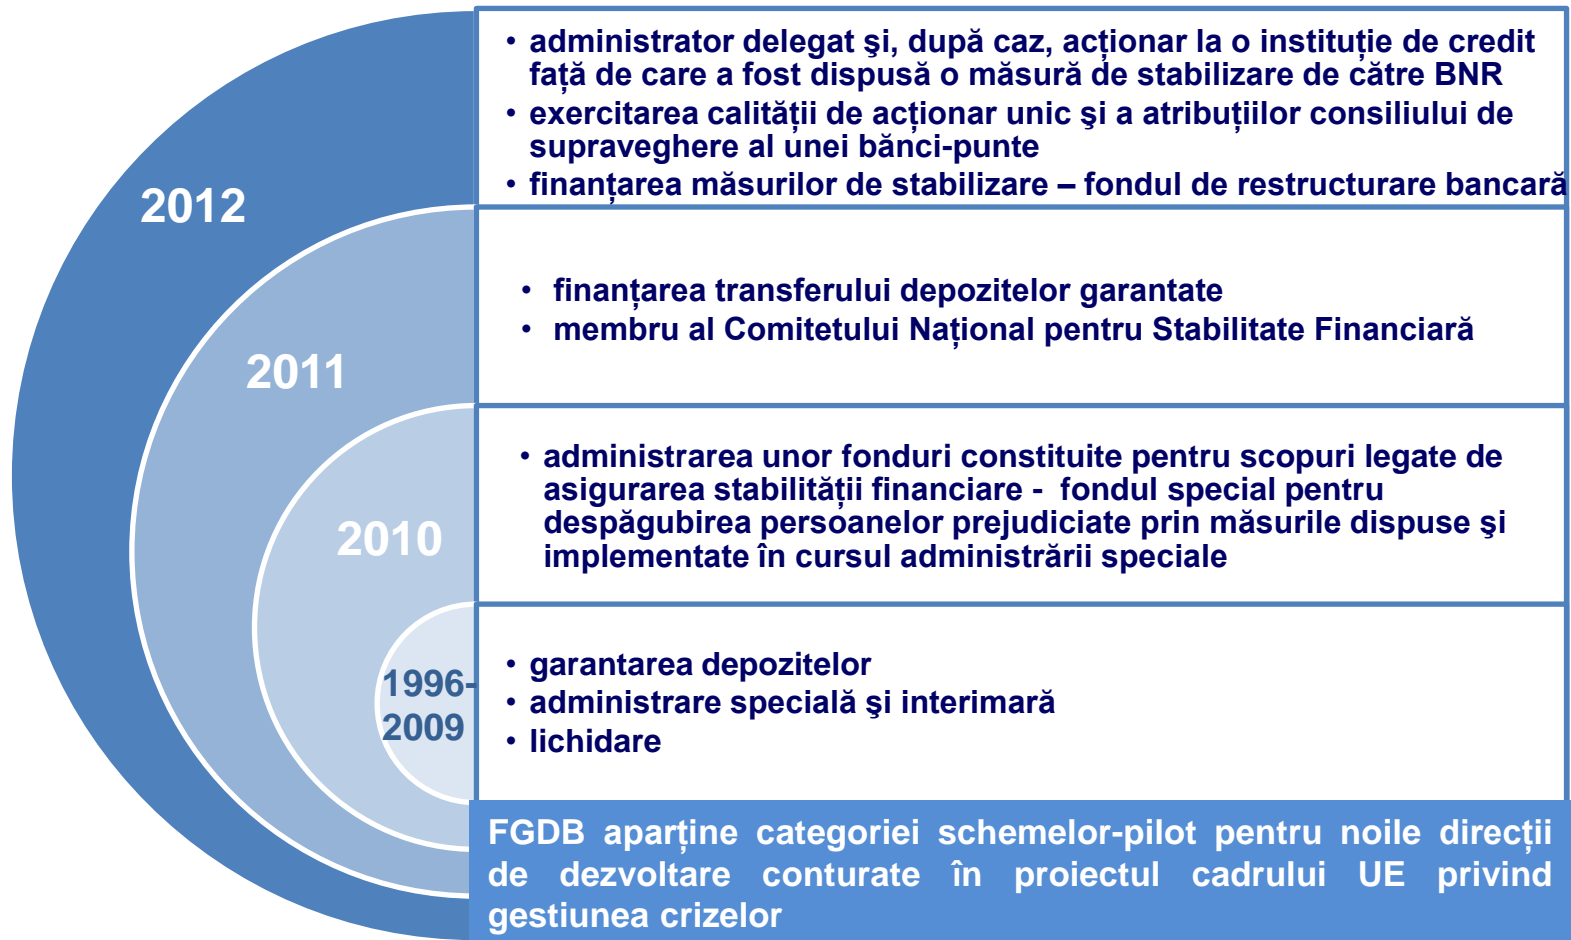 2012
• administrator delegat şi, după caz, acționar la o instituție de credit
față de care a fost dispusă o măsură de stabilizare de către BNR
• exercitarea calității de acționar unic şi a atribuțiilor consiliului de
supraveghere al unei bănci-punte
• finanțarea măsurilor de stabilizare – fondul de restructurare bancară
2011
• finanțarea transferului depozitelor garantate
• membru al Comitetului Național pentru Stabilitate Financiară
2010
• administrarea unor fonduri constituite pentru scopuri legate de
asigurarea stabilității financiare - fondul special pentru
despăgubirea persoanelor prejudiciate prin măsurile dispuse şi
implementate în cursul administrării speciale
1996-
2009
• garantarea depozitelor
• administrare specială şi interimară
• lichidare
FGDB aparține categoriei schemelor-pilot pentru noile direcții
de dezvoltare conturate în proiectul cadrului UE privind
gestiunea crizelor